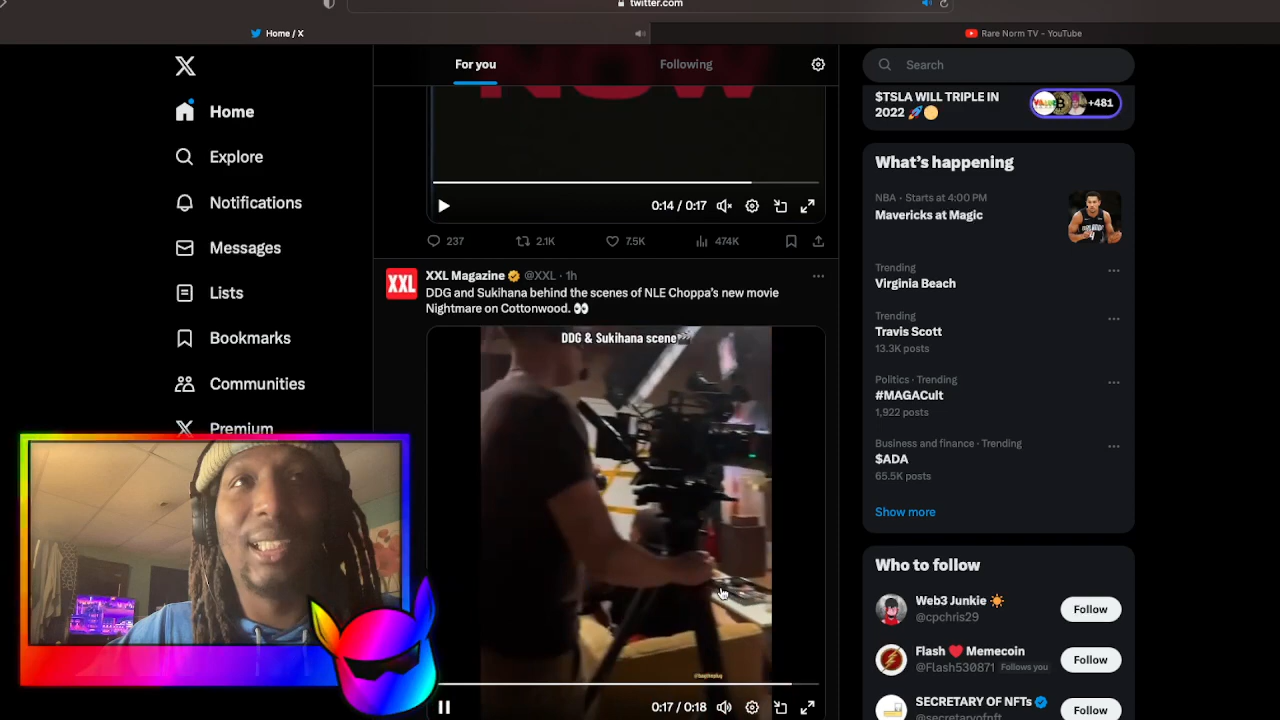 twitter.com
Home / X
Rare Norm TV - YouTube
For you
Following
Search
Home
Explore
Notifications
Messages
Lists
Bookmarks
Communities
Premium
NOW
0:14 / 0:17
237
2.1K
7.5K
474K
XXL
XXL Magazine @XXL · 1h
DDG and Sukihana behind the scenes of NLE Choppa's new movie
Nightmare on Cottonwood. 👀
DDG & Sukihana scene🎬
0:17 / 0:18
$TSLA WILL TRIPLE IN
2022 🚀🌕
+481
What's happening
NBA · Starts at 4:00 PM
Mavericks at Magic
Trending
Virginia Beach
Trending
Travis Scott
13.3K posts
Politics · Trending
#MAGACult
1,922 posts
Business and finance · Trending
$ADA
65.5K posts
Show more
Who to follow
Web3 Junkie ☀️
@cpchris29
Follow
Flash ❤️ Memecoin
@Flash530871 Follows you
Follow
SECRETARY OF NFTs
@secretaryofnft
Follow